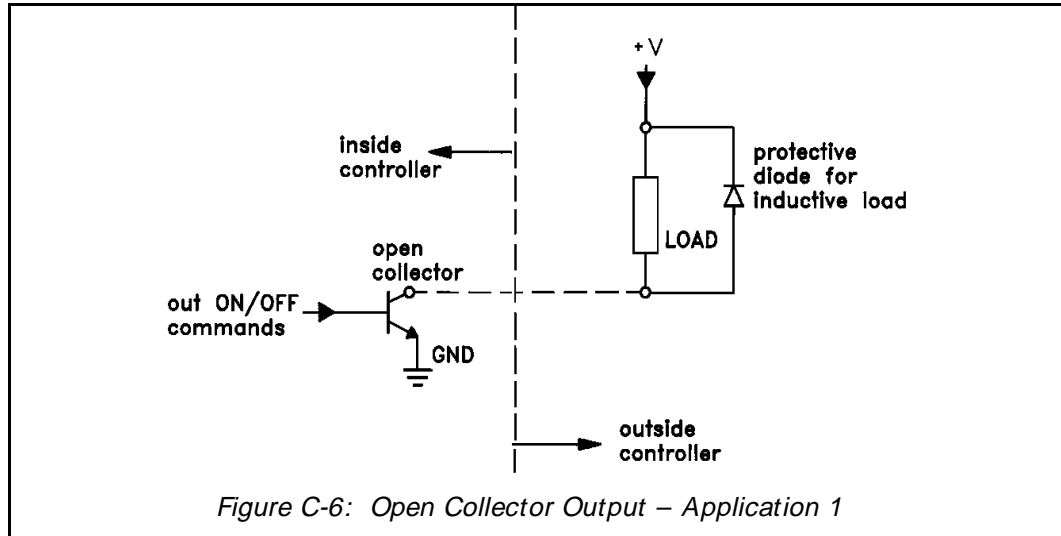 +V
inside
controller
protective
diode for
inductive load
LOAD
open
collector
out ON/OFF
commands
GND
outside
controller
Figure C-6: Open Collector Output – Application 1